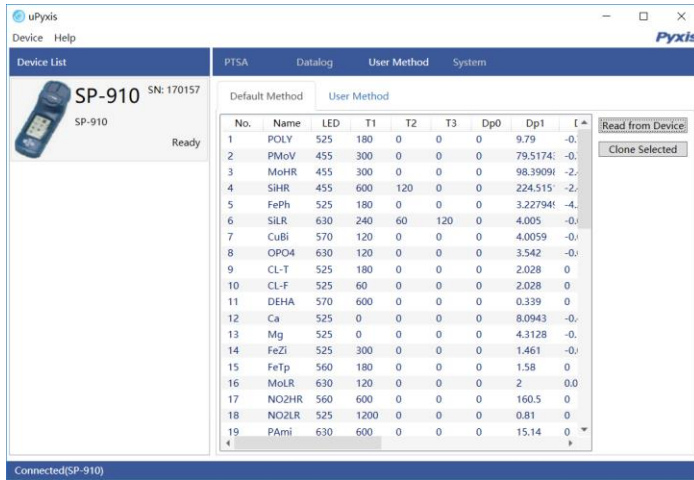 uPyxis
Device Help
Pyxis
Device List
PTSA Datalog User Method System
SP-910 SN: 170157
SP-910
Ready
Default Method User Method
No. Name LED T1 T2 T3 Dp0 Dp1
1 POLY 525 180 0 0 0 9.79
2 PMoV 455 300 0 0 0 79.5174
3 MoHR 455 300 0 0 0 98.3909
4 SiHR 455 600 120 0 0 224.515
5 FePh 525 180 0 0 0 3.22794
6 SiLR 630 240 60 120 0 4.005
7 CuBi 570 120 0 0 0 4.0059
8 OPO4 630 120 0 0 0 3.542
9 CL-T 525 180 0 0 0 2.028 0
10 CL-F 525 60 0 0 0 2.028 0
11 DEHA 570 600 0 0 0 0.339 0
12 Ca 525 0 0 0 0 8.0943
13 Mg 525 0 0 0 0 4.3128
14 FeZi 525 300 0 0 0 1.461
15 FeTp 560 180 0 0 0 1.58 0
16 MoLR 630 120 0 0 0 2 0.0
17 NO2HR 560 600 0 0 0 160.5 0
18 NO2LR 525 1200 0 0 0 0.81 0
19 PAmi 630 600 0 0 0 15.14 0
Read from Device
Clone Selected
Connected(SP-910)